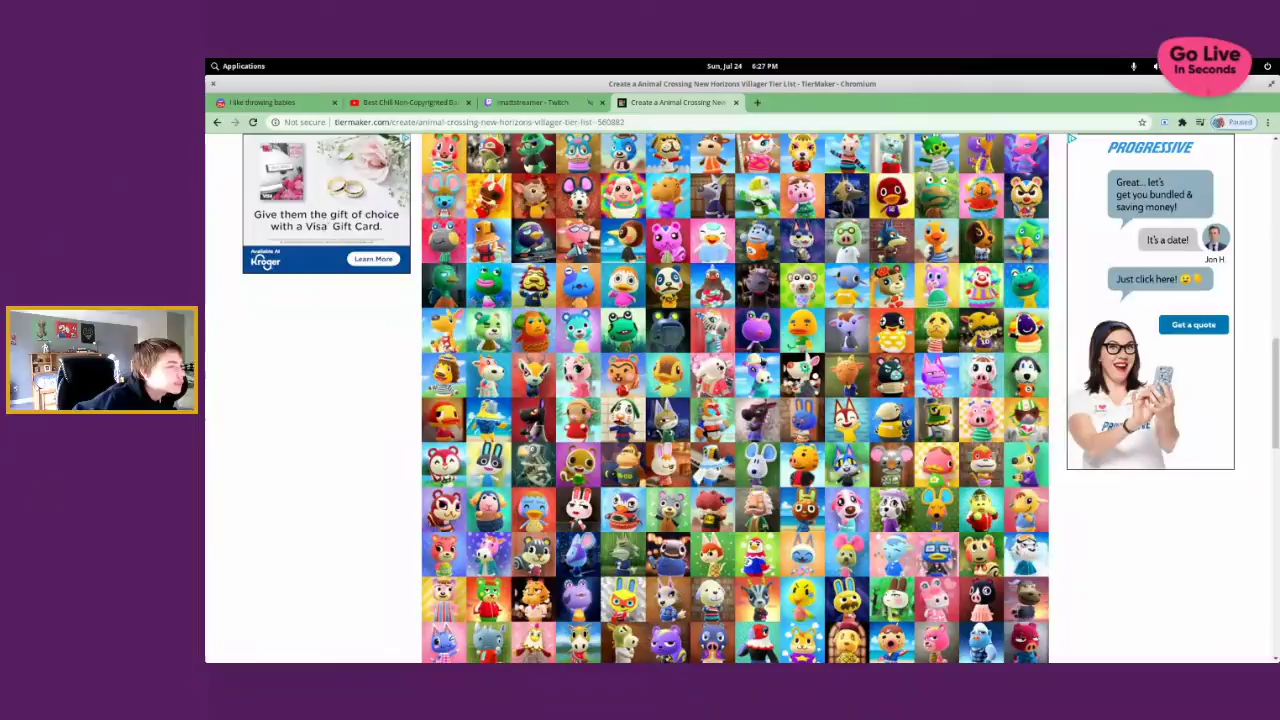 Go Live
In Seconds
Applications
Sun, Jul 24 6:27 PM
Create a Animal Crossing New Horizons Villager Tier List - TierMaker - Chromium
I like throwing babies
Best Chill Non-Copyrighted Ba
imattstreamer - Twitch
Create a Animal Crossing New
Not secure
tiermaker.com/create/animal-crossing-new-horizons-villager-tier-list--560882
Paused
Give them the gift of choice
with a Visa Gift Card.
Available At
Kroger
Learn More
PROGRESSIVE
Great... let's
get you bundled &
saving money!
It's a date!
Jon H.
Just click here! 😉👇
Get a quote